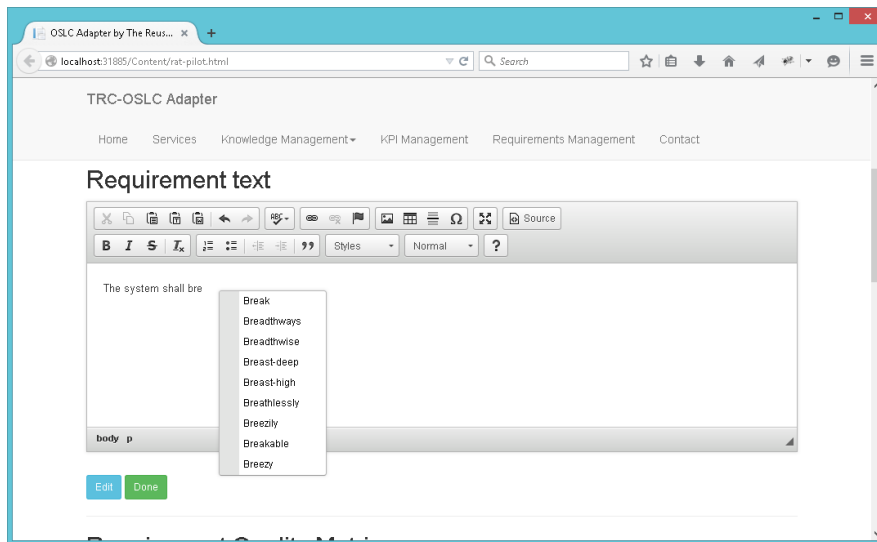 OSLC Adapter by The Reus...
localhost:31885/Content/rat-pilot.html
Search
TRC-OSLC Adapter
Home Services Knowledge Management KPI Management Requirements Management Contact
Requirement text
ABC Ω Source
B I S Tx Styles Normal ?
The system shall bre
Break
Breadthways
Breadthwise
Breast-deep
Breast-high
Breathlessly
Breezily
Breakable
Breezy
body p
Edit Done